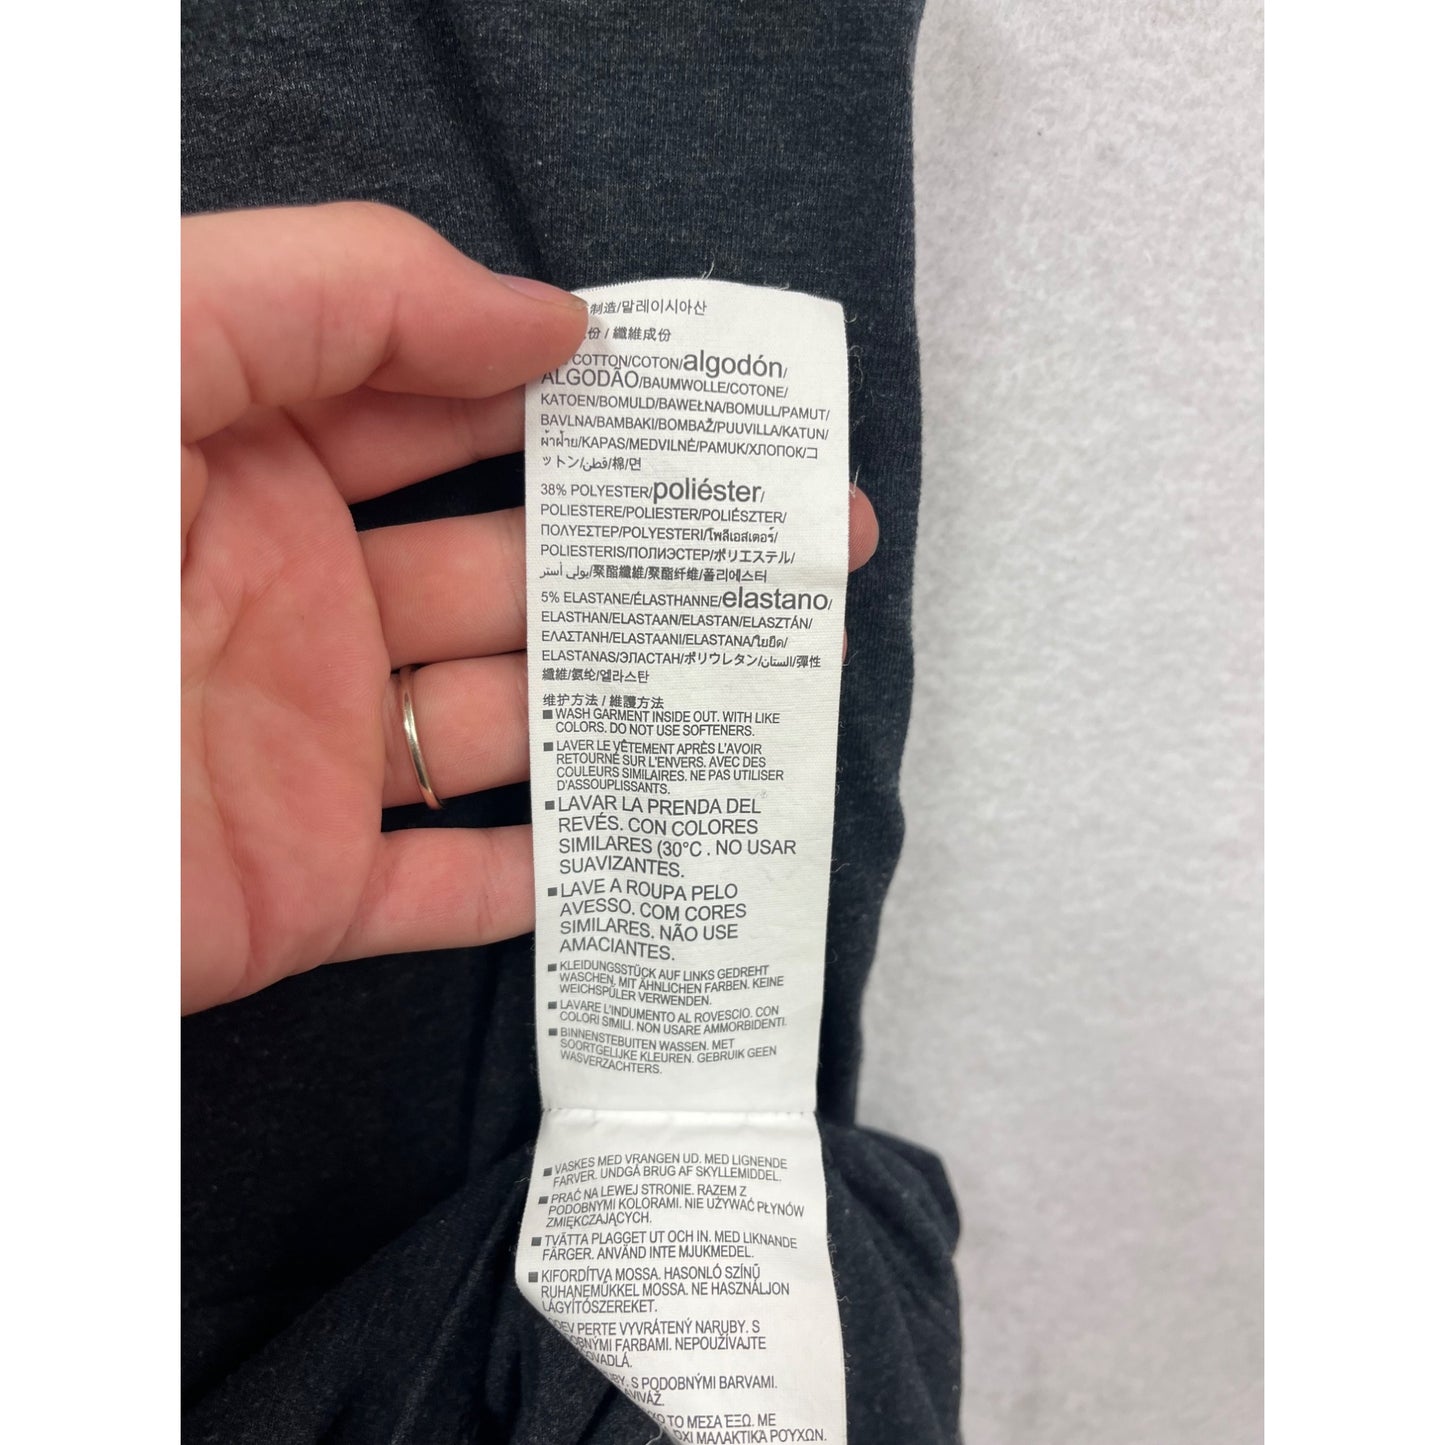 制造/말레이시아산
份 / 纖維成份
COTTON/COTON/algodón/
ALGODÃO/BAUMWOLLE/COTONE/
KATOEN/BOMULD/BAWEŁNA/BOMULL/PAMUT/
BAVLNA/BAMBAKI/BOMBAŽ/PUUVILLA/KATUN/
ผ้าฝ้าย/KAPAS/MEDVILNĖ/PAMUK/ХЛОПОК/コ
ットン/قطن/棉/면
38% POLYESTER/poliéster/
POLIESTERE/POLIESTER/POLIÉSZTER/
ΠΟΛΥΕΣΤΕΡ/POLYESTERI/โพลีเอสเตอร์/
POLIESTERIS/ПОЛИЭСТЕР/ポリエステル/
بولي أستر/聚酯纖維/聚酯纤维/폴리에스터
5% ELASTANE/ÉLASTHANNE/elastano/
ELASTHAN/ELASTAAN/ELASTAN/ELASZTÁN/
ΕΛΑΣΤΑΝΗ/ELASTAANI/ELASTANA/ใยยืด/
ELASTANAS/ЭЛАСТАН/ポリウレタン/الستان/彈性
纖維/氨纶/엘라스탄
维护方法 / 維護方法
■ WASH GARMENT INSIDE OUT. WITH LIKE
COLORS. DO NOT USE SOFTENERS.
■ LAVER LE VÊTEMENT APRÈS L'AVOIR
RETOURNÉ SUR L'ENVERS. AVEC DES
COULEURS SIMILAIRES. NE PAS UTILISER
D'ASSOUPLISSANTS.
■ LAVAR LA PRENDA DEL
REVÉS. CON COLORES
SIMILARES (30°C . NO USAR
SUAVIZANTES.
■ LAVE A ROUPA PELO
AVESSO. COM CORES
SIMILARES. NÃO USE
AMACIANTES.
■ KLEIDUNGSSTÜCK AUF LINKS GEDREHT
WASCHEN. MIT ÄHNLICHEN FARBEN. KEINE
WEICHSPÜLER VERWENDEN.
■ LAVARE L'INDUMENTO AL ROVESCIO. CON
COLORI SIMILI. NON USARE AMMORBIDENTI.
■ BINNENSTEBUITEN WASSEN. MET
SOORTGELIJKE KLEUREN. GEBRUIK GEEN
WASVERZACHTERS.
■ VASKES MED VRANGEN UD. MED LIGNENDE
FARVER. UNDGÅ BRUG AF SKYLLEMIDDEL.
■ PRAĆ NA LEWEJ STRONIE. RAZEM Z
PODOBNYMI KOLORAMI. NIE UŻYWAĆ PŁYNÓW
ZMIĘKCZAJĄCYCH.
■ TVÄTTA PLAGGET UT OCH IN. MED LIKNANDE
FÄRGER. ANVÄND INTE MJUKMEDEL.
■ KIFORDÍTVA MOSSA. HASONLÓ SZÍNŰ
RUHANEMŰKKEL MOSSA. NE HASZNÁLJON
LÁGYÍTÓSZEREKET.
PERTE VYVRÁTENÝ NARUBY. S
FARBAMI. NEPOUŽÍVAJTE
S PODOBNÝMI BARVAMI.
ΤΟ ΜΕΣΑ ΈΞΩ. ΜΕ
ΜΑΛΑΚΤΙΚΆ ΡΟΎΧΩΝ.